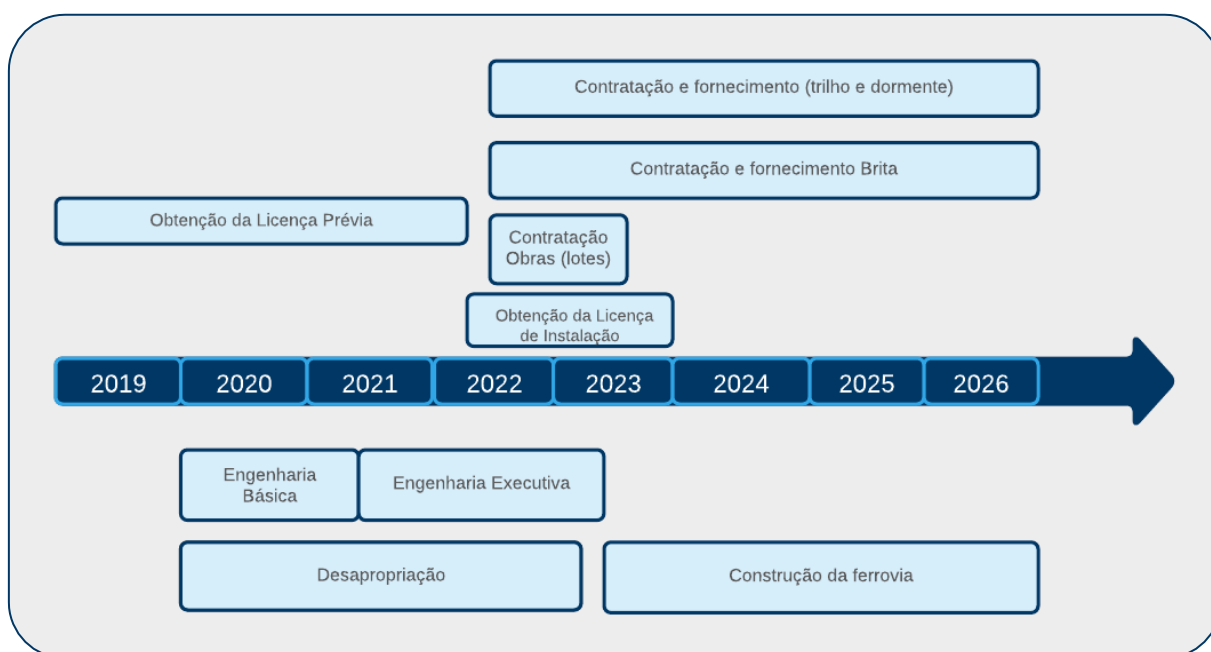 Contratação e fornecimento (trilho e dormente)
Contratação e fornecimento Brita
Obtenção da Licença Prévia
Contratação
Obras (lotes)
Obtenção da Licença
de Instalação
2019 2020 2021 2022 2023 2024 2025 2026
Engenharia
Básica
Engenharia Executiva
Desapropriação
Construção da ferrovia